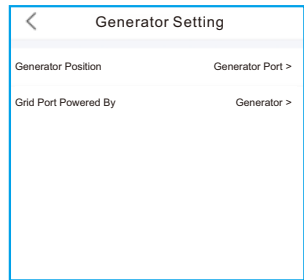 Generator Setting
Generator Position Generator Port >
Grid Port Powered By Generator >